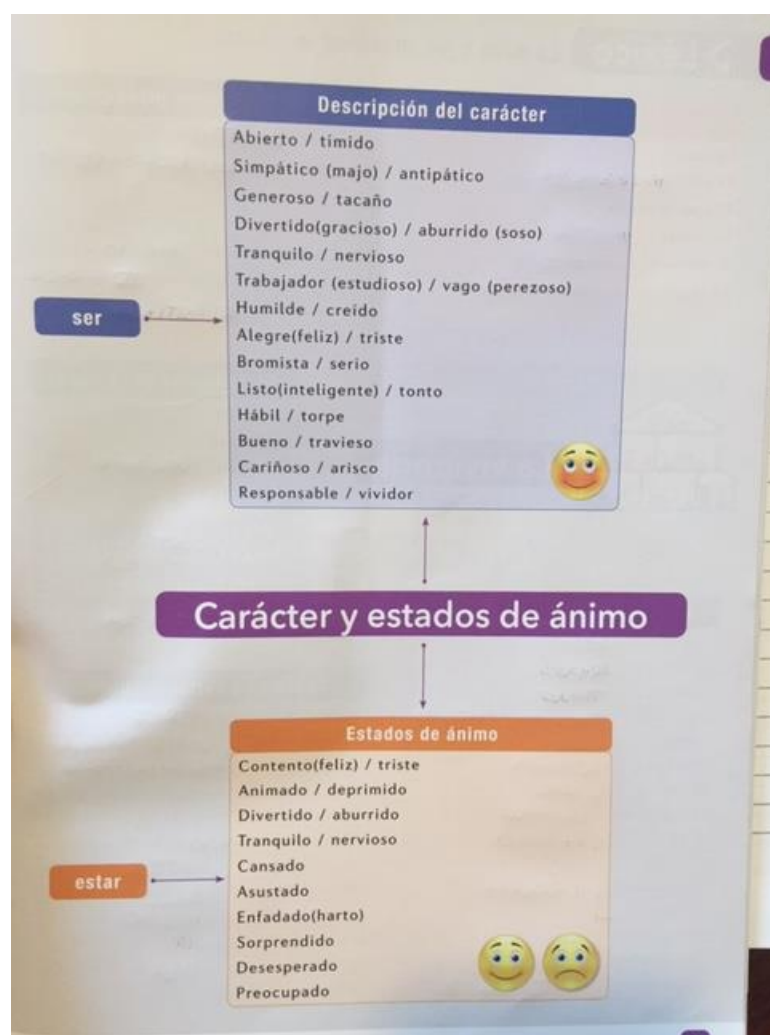 Descripción del carácter
Abierto / tímido
Simpático (majo) / antipático
Generoso / tacaño
Divertido(gracioso) / aburrido (soso)
Tranquilo / nervioso
Trabajador (estudioso) / vago (perezoso)
ser
Humilde / creído
Alegre(feliz) / triste
Bromista / serio
Listo(inteligente) / tonto
Hábil / torpe
Bueno / travieso
Cariñoso / arisco
Responsable / vividor
Carácter y estados de ánimo
Estados de ánimo
Contento(feliz) / triste
Animado / deprimido
Divertido / aburrido
Tranquilo / nervioso
Cansado
estar
Asustado
Enfadado(harto)
Sorprendido
Desesperado
Preocupado